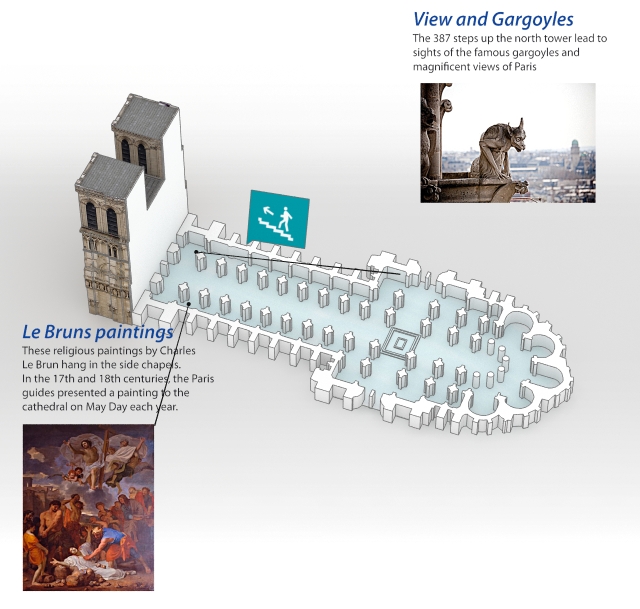 View and Gargoyles
The 387 steps up the north tower lead to
sights of the famous gargoyles and
magnificent views of Paris
Le Bruns paintings
These religious paintings by Charles
Le Brun hang in the side chapels.
In the 17th and 18th centuries, the Paris
guides presented a painting to the
cathedral on May Day each year.